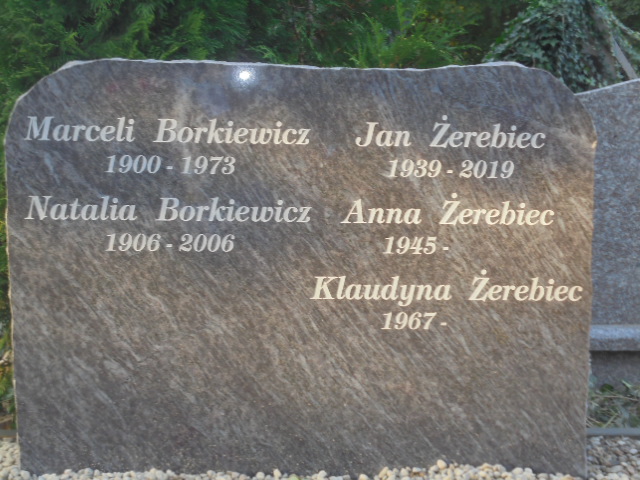 Marceli Borkiewicz
1900 - 1973
Natalia Borkiewicz
1906 - 2006
Jan Żerebiec
1939 - 2019
Anna Żerebiec
1945 -
Klaudyna Żerebiec
1967 -